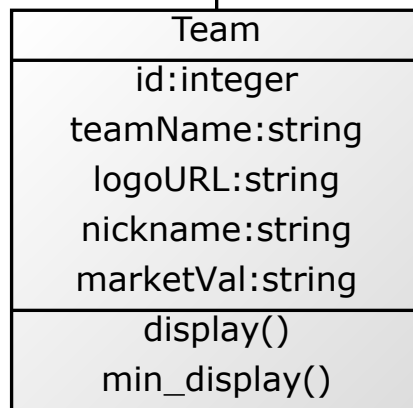 Team
id:integer
teamName:string
logoURL:string
nickname:string
marketVal:string
display()
min_display()